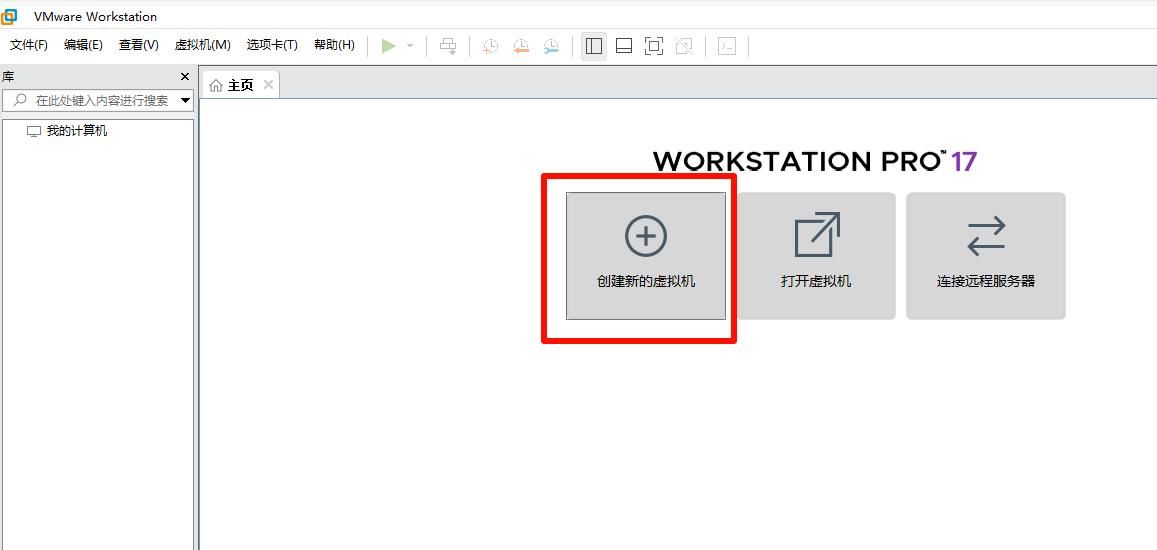 VMware Workstation
文件(F) 编辑(E) 查看(V) 虚拟机(M) 选项卡(T) 帮助(H)
库
在此处键入内容进行搜索
我的计算机
主页
WORKSTATION PRO™ 17
创建新的虚拟机
打开虚拟机
连接远程服务器